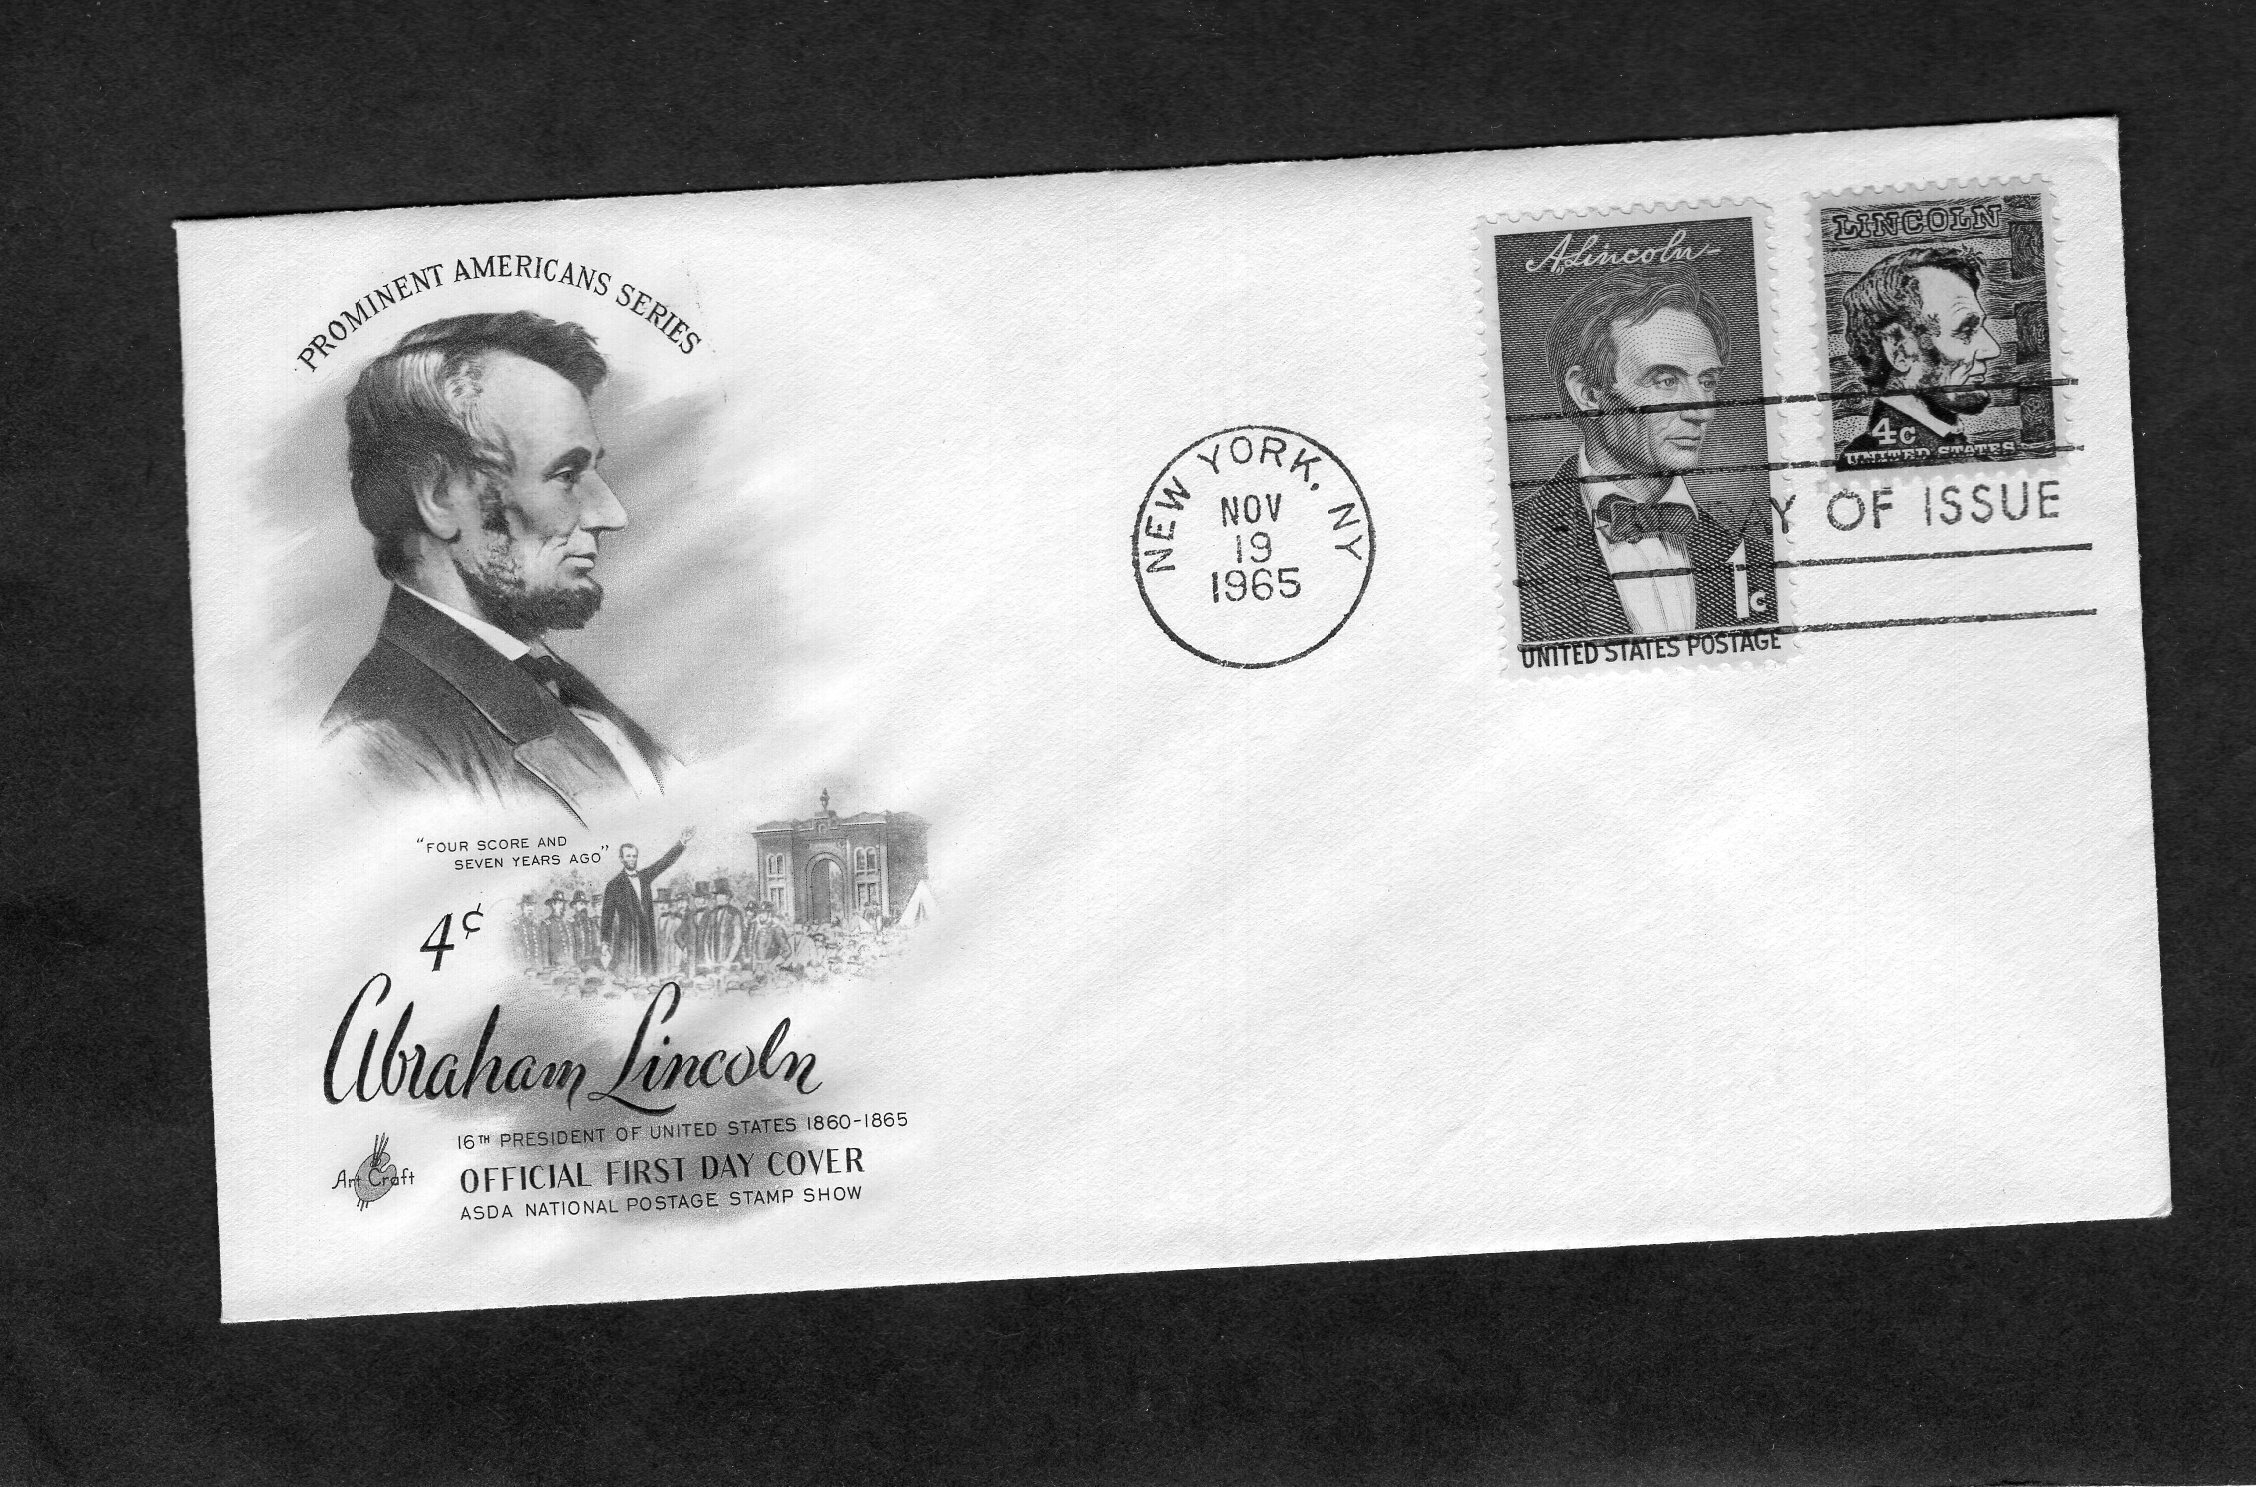 PROMINENT AMERICANS SERIES
"FOUR SCORE AND
SEVEN YEARS AGO"
4¢
Abraham Lincoln
16TH PRESIDENT OF UNITED STATES 1860-1865
OFFICIAL FIRST DAY COVER
ASDA NATIONAL POSTAGE STAMP SHOW
Art Craft
NEW YORK, NY
NOV
19
1965
A. Lincoln
1c
UNITED STATES POSTAGE
LINCOLN
4c
UNITED STATES
OF ISSUE